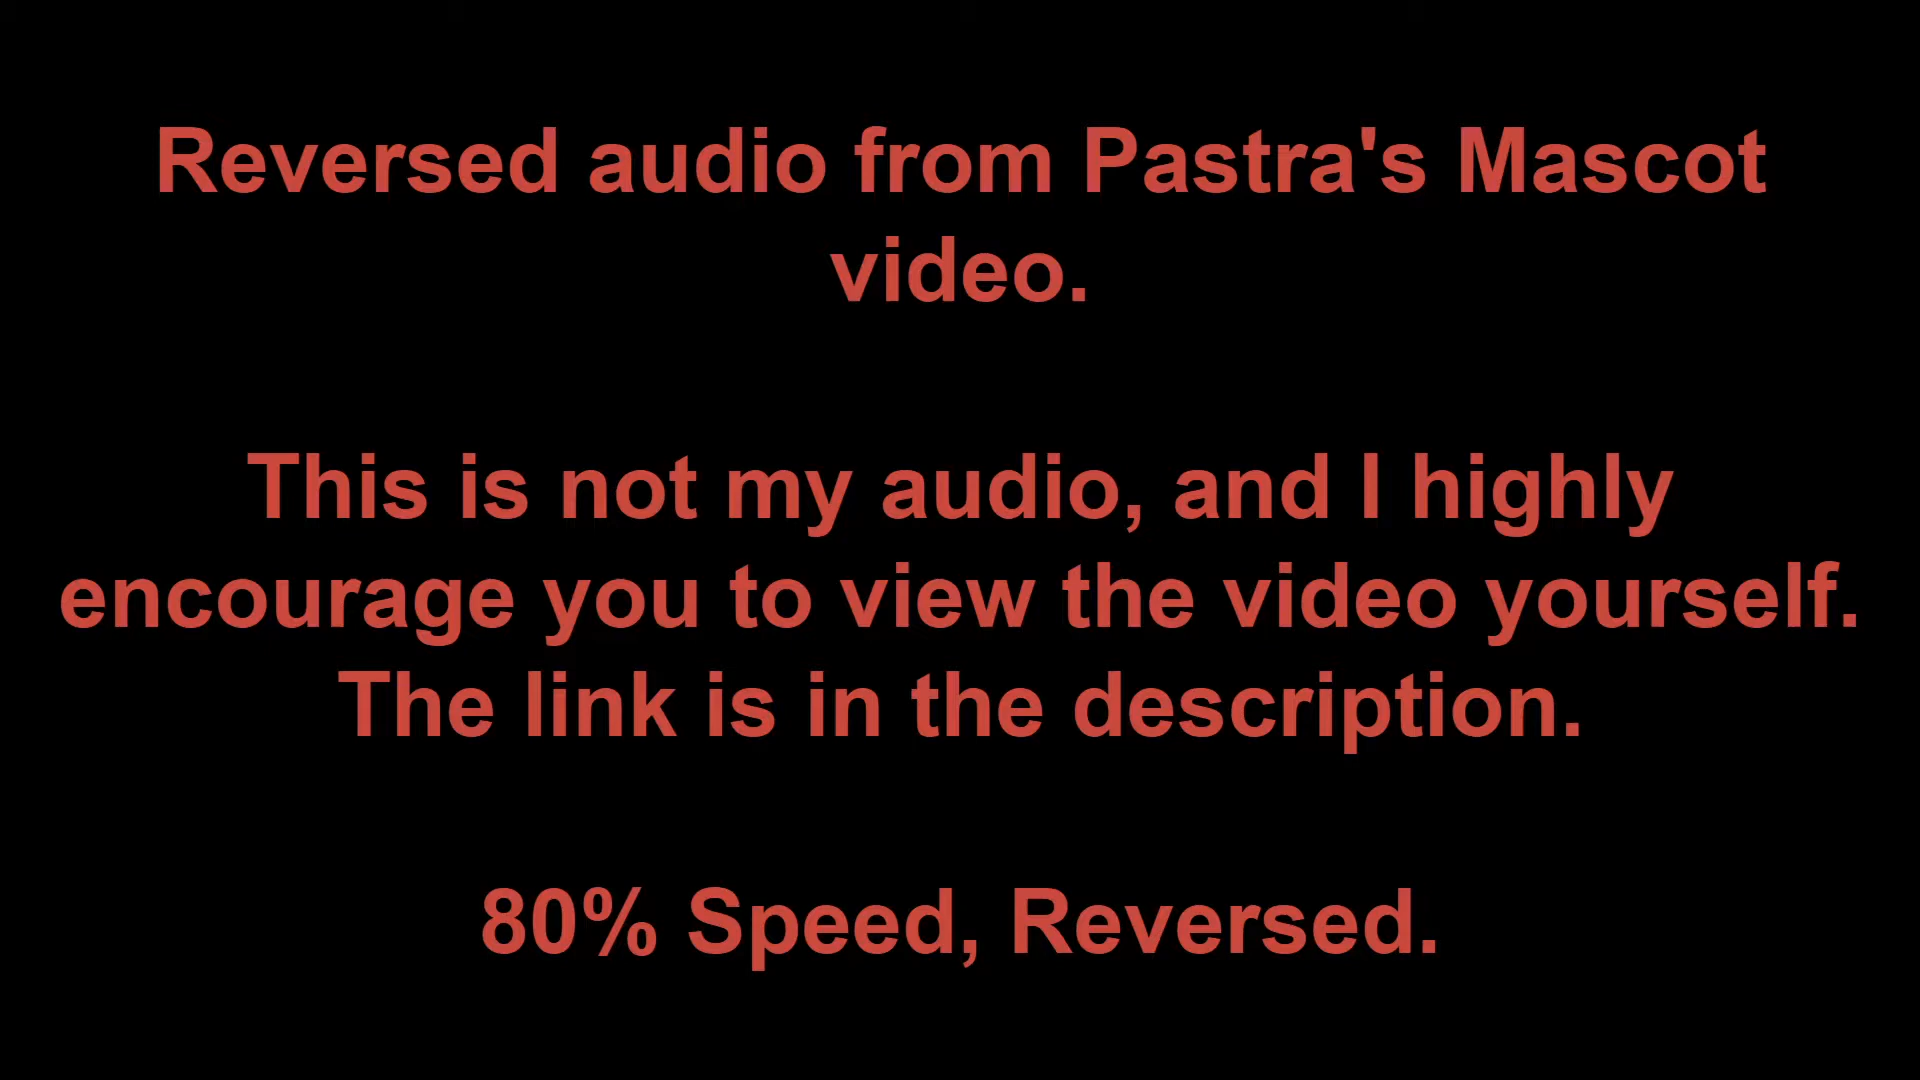 Reversed audio from Pastra's Mascot
video.
This is not my audio, and I highly
encourage you to view the video yourself.
The link is in the description.
80% Speed, Reversed.